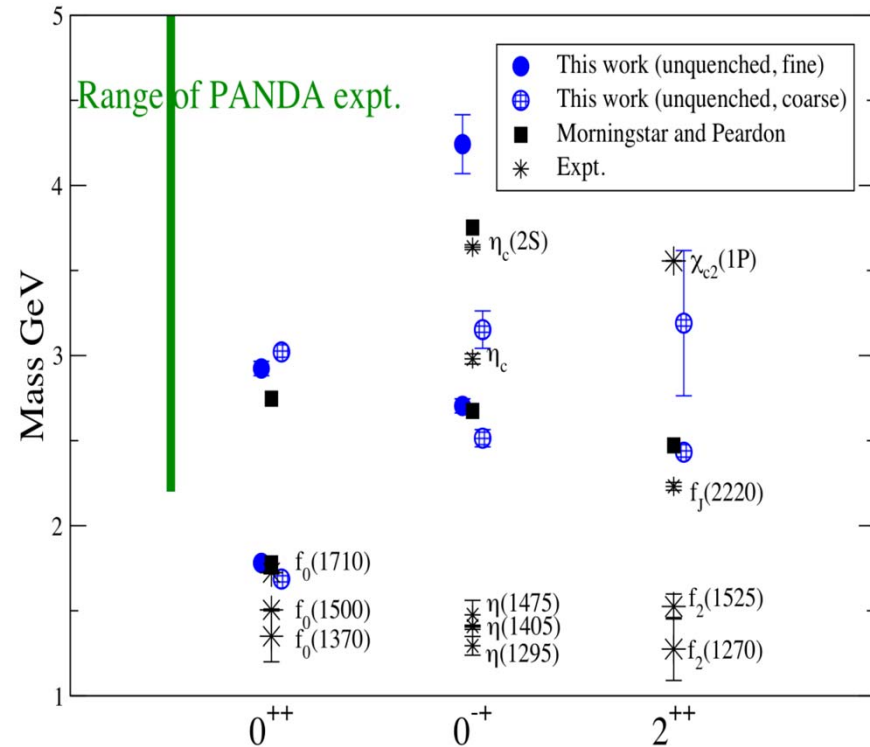 5
This work (unquenched, fine)
Range of PANDA expt.
This work (unquenched, coarse)
Morningstar and Peardon
Expt.
4
η_c(2S)
χ_c2(1P)
Mass GeV
3
η_c
f_J(2220)
2
f_0(1710)
f_0(1500)
η(1475)
f_2(1525)
f_0(1370)
η(1405)
η(1295)
f_2(1270)
1
0^++
0^-+
2^++